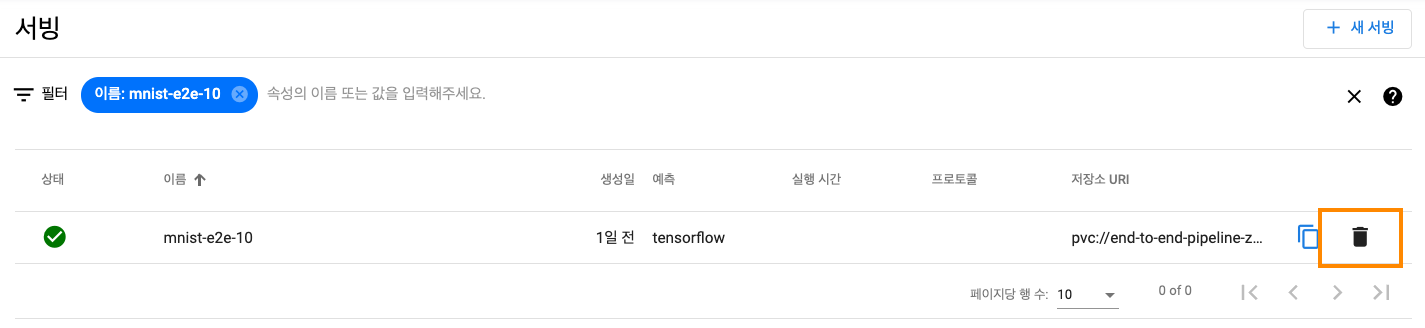 서빙
+ 새 서빙
필터 이름: mnist-e2e-10 속성의 이름 또는 값을 입력해주세요.
상태 이름 생성일 예측 실행 시간 프로토콜 저장소 URI
mnist-e2e-10 1일 전 tensorflow pvc://end-to-end-pipeline-z...
페이지당 행 수: 10 0 of 0